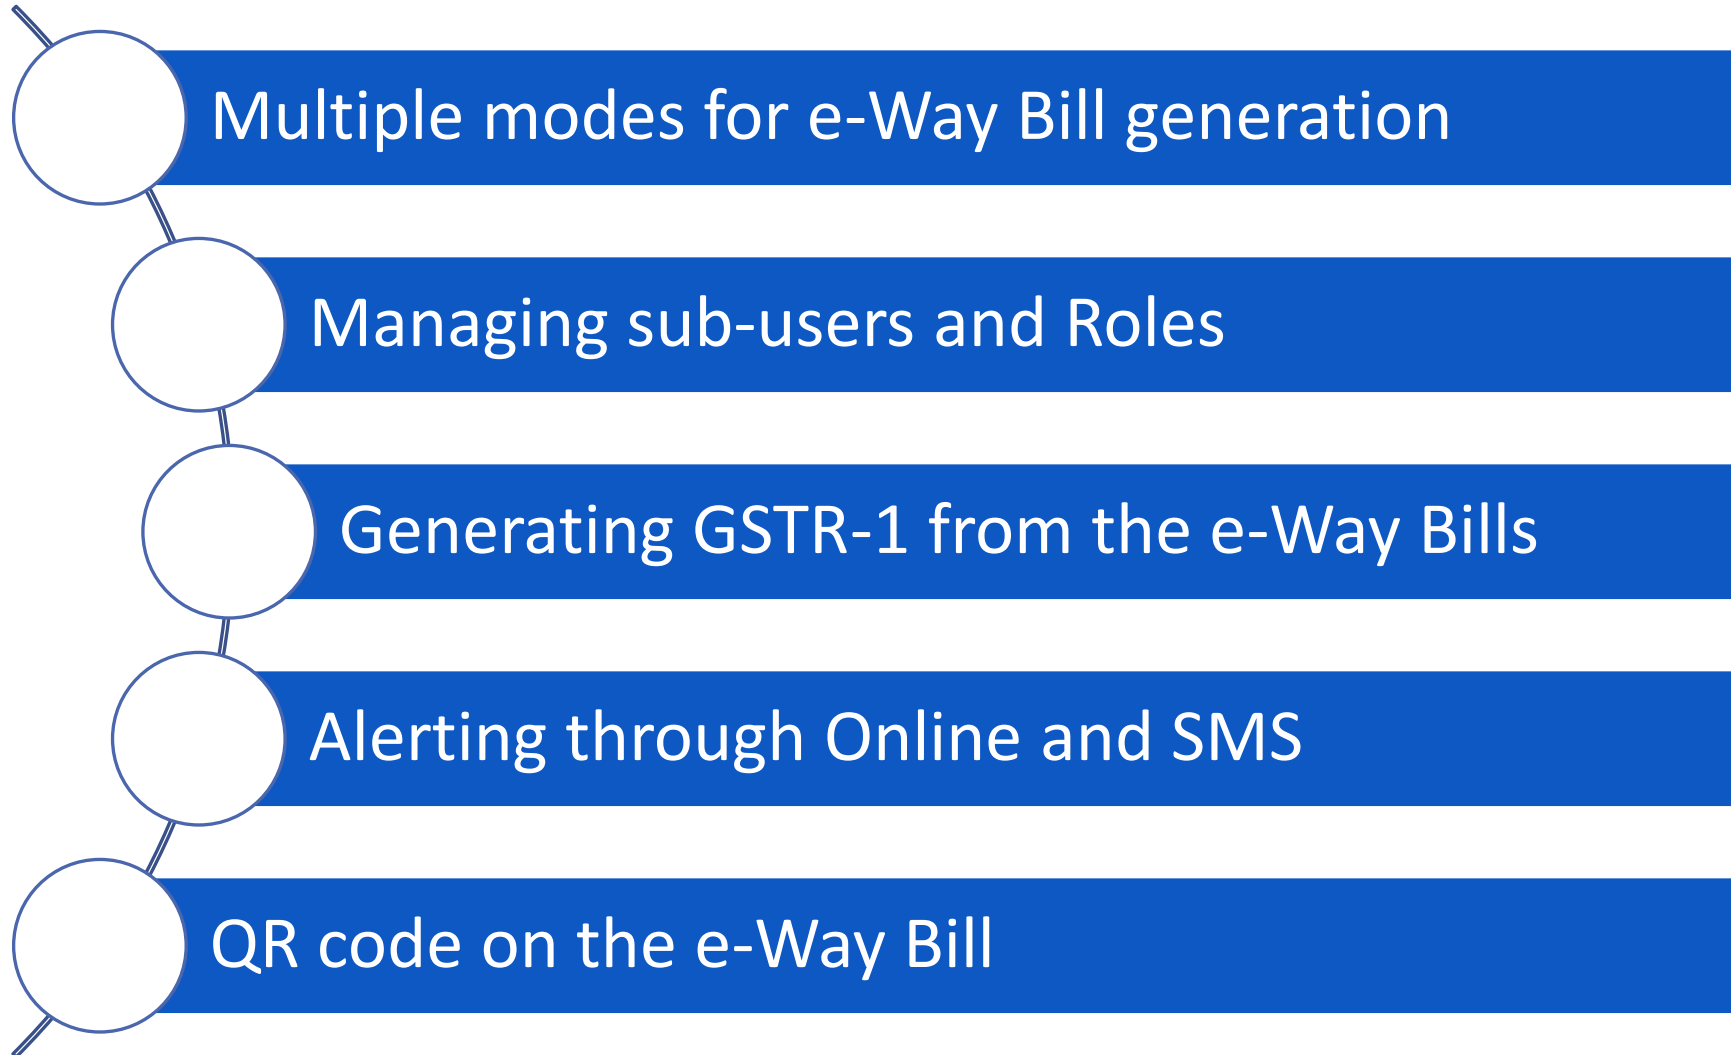 Multiple modes for e-Way Bill generation
Managing sub-users and Roles
Generating GSTR-1 from the e-Way Bills
Alerting through Online and SMS
QR code on the e-Way Bill